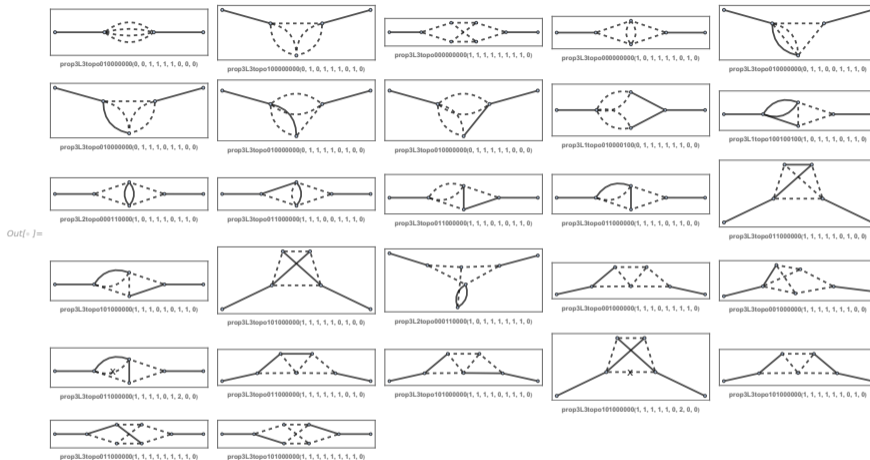 prop3L3topo010000000(0, 0, 1, 1, 1, 1, 0, 0, 0)
prop3L3topo100000000(0, 1, 0, 1, 1, 1, 0, 1, 0)
prop3L3topo000000000(1, 1, 1, 1, 1, 1, 1, 1, 0)
prop3L3topo000000000(1, 0, 1, 1, 1, 1, 0, 1, 0)
prop3L3topo010000000(0, 1, 1, 0, 0, 1, 1, 1, 0)
prop3L3topo010000000(0, 1, 1, 1, 0, 1, 1, 0, 0)
prop3L3topo010000000(0, 1, 1, 1, 1, 0, 1, 0, 0)
prop3L3topo010000000(0, 1, 1, 1, 1, 1, 0, 0, 0)
prop3L1topo010000100(0, 1, 1, 1, 1, 1, 1, 0, 0)
prop3L1topo100100100(1, 0, 1, 1, 0, 1, 1, 1, 0)
prop3L2topo000110000(1, 0, 1, 1, 1, 0, 1, 1, 0)
prop3L3topo011000000(1, 1, 0, 0, 1, 1, 1, 1, 0)
prop3L3topo011000000(1, 1, 0, 1, 1, 1, 1, 0, 0)
prop3L3topo011000000(1, 1, 1, 1, 0, 1, 1, 0, 0)
prop3L3topo011000000(1, 1, 1, 1, 1, 0, 1, 0, 0)
Out[ ]=
prop3L3topo101000000(1, 1, 1, 0, 1, 0, 1, 1, 0)
prop3L3topo101000000(1, 1, 1, 1, 1, 0, 1, 0, 0)
prop3L2topo000110000(1, 0, 1, 1, 1, 1, 1, 1, 0)
prop3L3topo001000000(1, 1, 1, 0, 1, 1, 1, 1, 0)
prop3L3topo001000000(1, 1, 1, 1, 0, 1, 1, 1, 0)
prop3L3topo011000000(1, 1, 1, 1, 0, 1, 2, 0, 0)
prop3L3topo011000000(1, 1, 1, 1, 1, 0, 1, 1, 0)
prop3L3topo101000000(1, 1, 1, 0, 1, 1, 1, 1, 0)
prop3L3topo101000000(1, 1, 1, 1, 1, 0, 2, 0, 0)
prop3L3topo101000000(1, 1, 1, 1, 1, 0, 1, 1, 0)
prop3L3topo011000000(1, 1, 1, 1, 1, 1, 1, 1, 0)
prop3L3topo101000000(1, 1, 1, 1, 1, 1, 1, 1, 0)